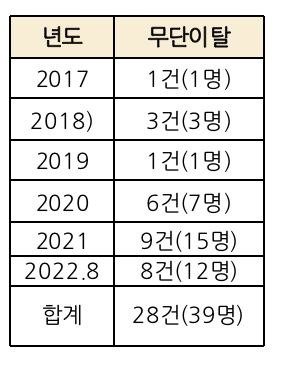 년도 무단이탈
2017 1건(1명)
2018) 3건(3명)
2019 1건(1명)
2020 6건(7명)
2021 9건(15명)
2022.8 8건(12명)
합계 28건(39명)